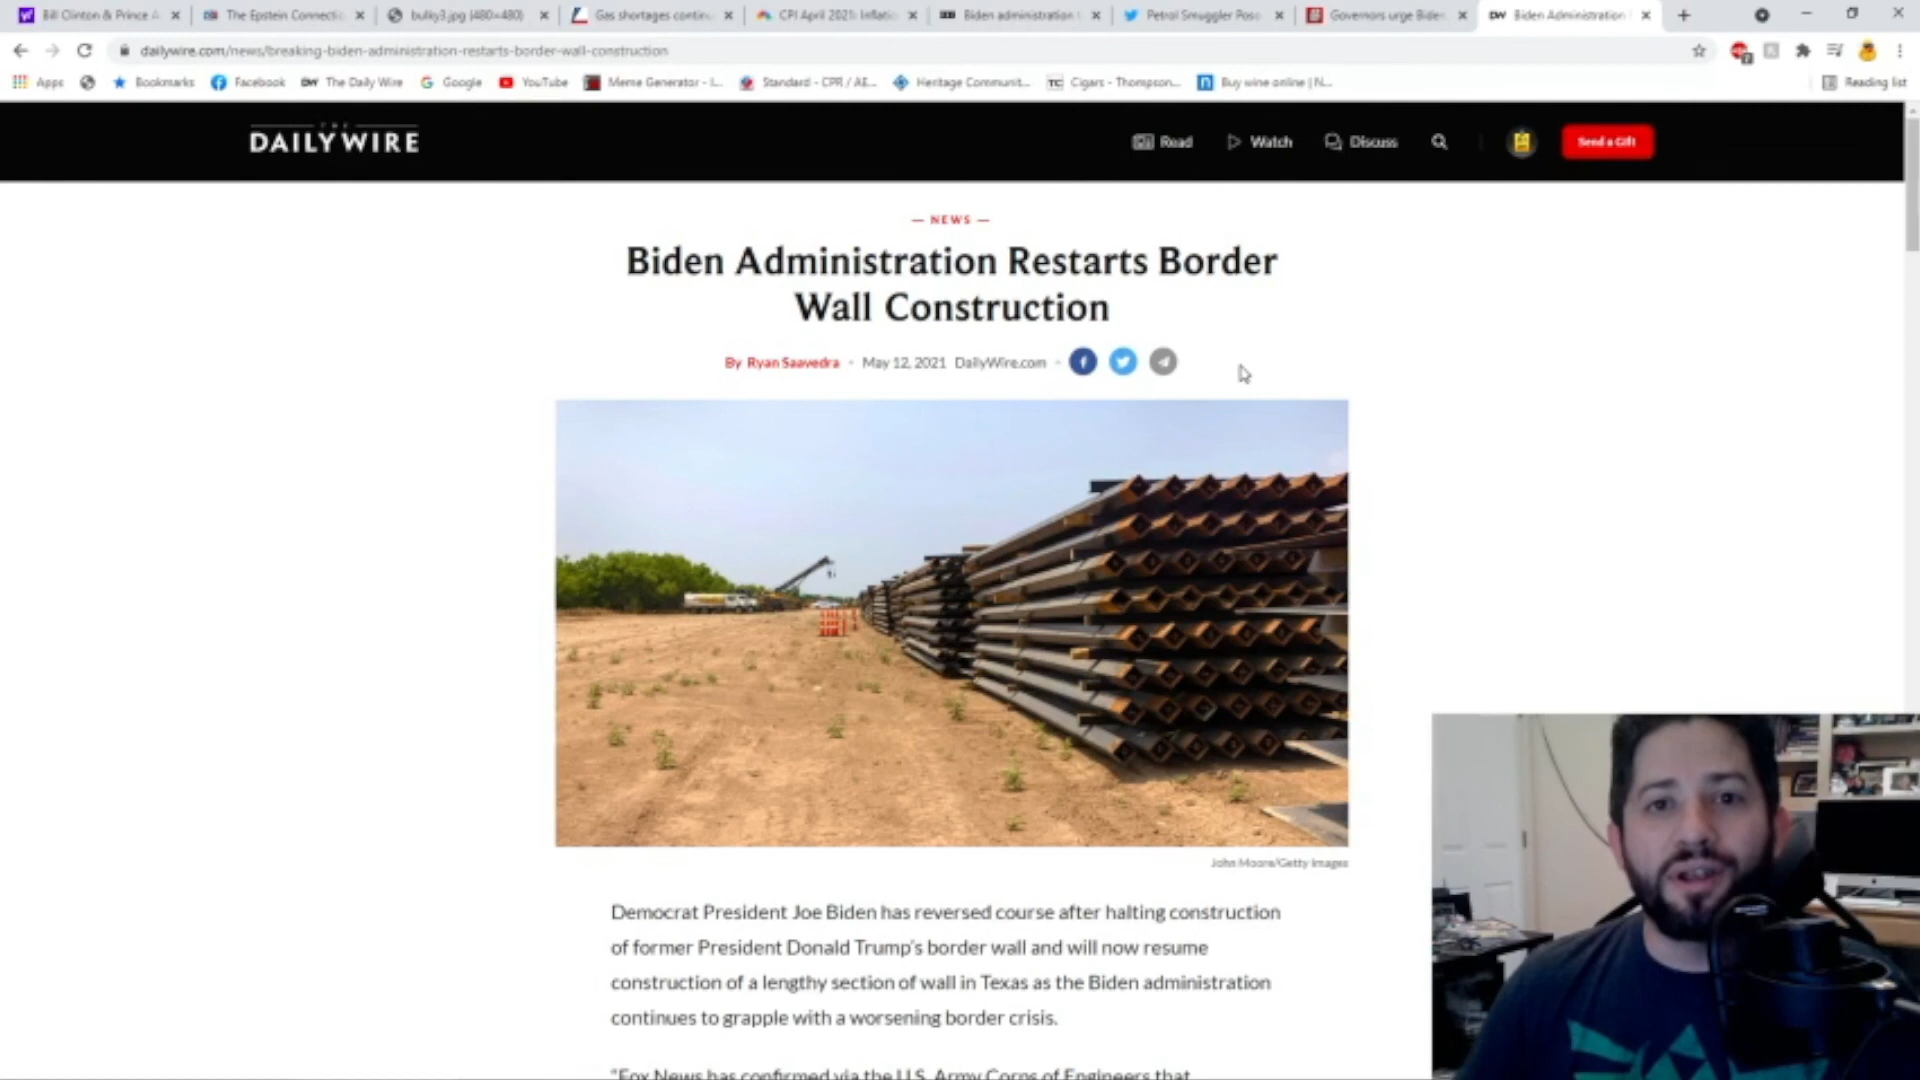 Bill Clinton & Prince A
The Epstein Connecti
bulky3.jpg (480×480)
Gas shortages contin
CPI April 2021: Inflatio
Biden administration
Petrol Smuggler Pose
Governors urge Biden
DW Biden Administration
dailywire.com/news/breaking-biden-administration-restarts-border-wall-construction
Apps Bookmarks Facebook DW The Daily Wire Google YouTube Meme Generator - I... Standard - CPR / AE... Heritage Communit... TC Cigars - Thompson... n Buy wine online | N... Reading list
THE
DAILY WIRE
Read Watch Discuss Send a Gift
— NEWS —
Biden Administration Restarts Border
Wall Construction
By Ryan Saavedra • May 12, 2021 DailyWire.com •
John Moore/Getty Images
Democrat President Joe Biden has reversed course after halting construction
of former President Donald Trump's border wall and will now resume
construction of a lengthy section of wall in Texas as the Biden administration
continues to grapple with a worsening border crisis.
"Fox News has confirmed via the U.S. Army Corps of Engineers that